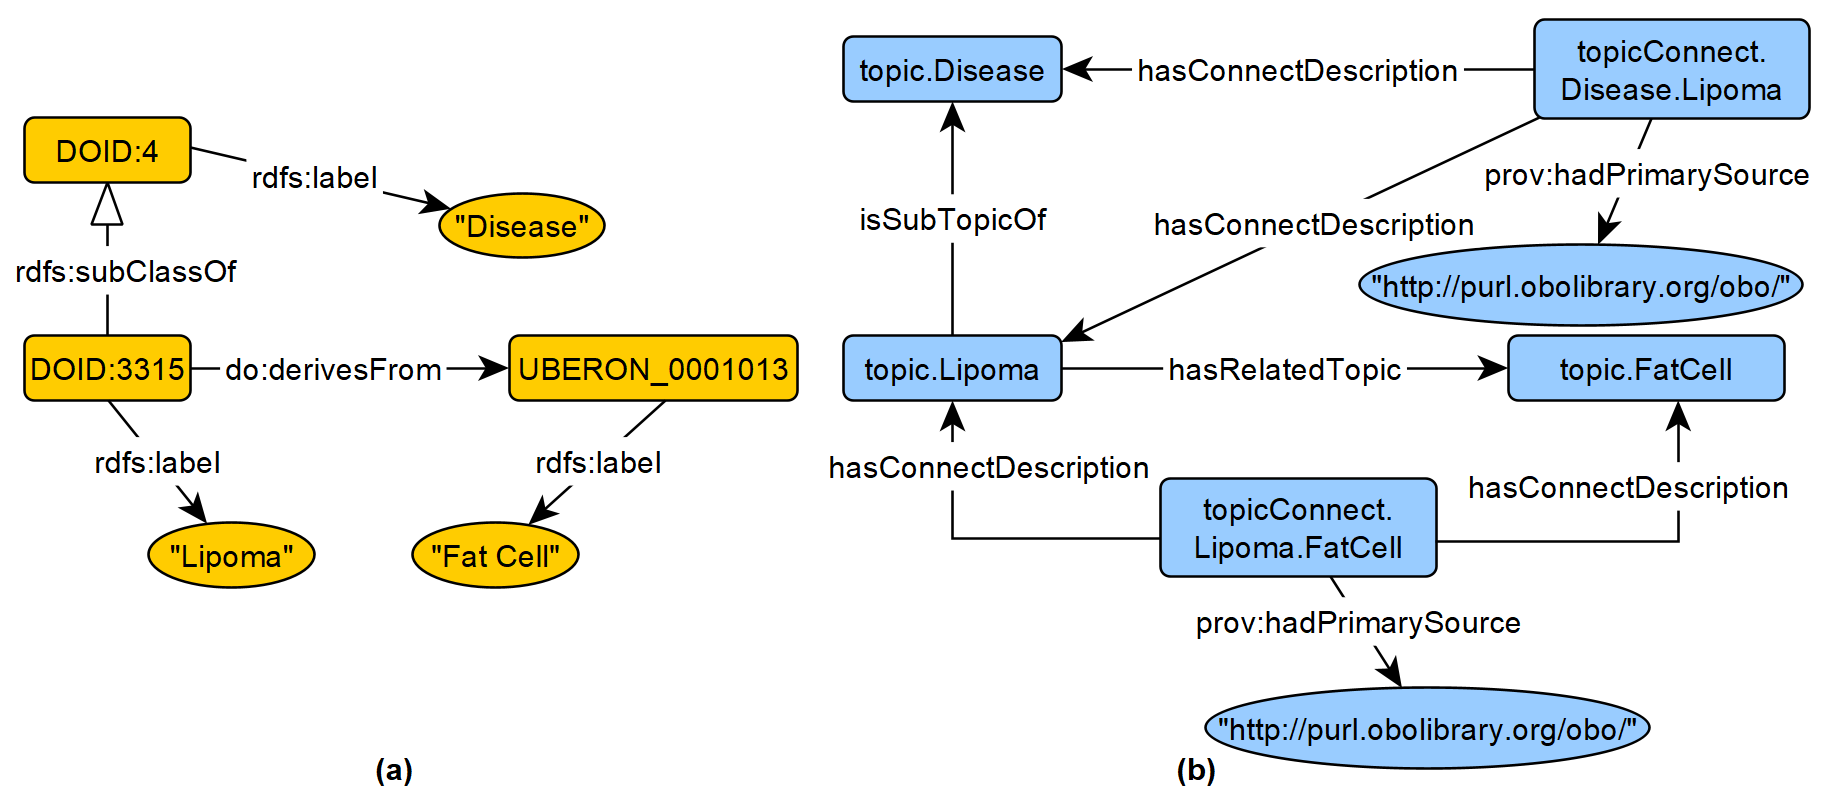 DOID:4
rdfs:label
"Disease"
rdfs:subClassOf
DOID:3315
do:derivesFrom
UBERON_0001013
rdfs:label
rdfs:label
"Lipoma"
"Fat Cell"
(a)
topic.Disease
hasConnectDescription
topicConnect.
Disease.Lipoma
isSubTopicOf
hasConnectDescription
prov:hadPrimarySource
"http://purl.obolibrary.org/obo/"
topic.Lipoma
hasRelatedTopic
topic.FatCell
hasConnectDescription
topicConnect.
Lipoma.FatCell
hasConnectDescription
prov:hadPrimarySource
"http://purl.obolibrary.org/obo/"
(b)